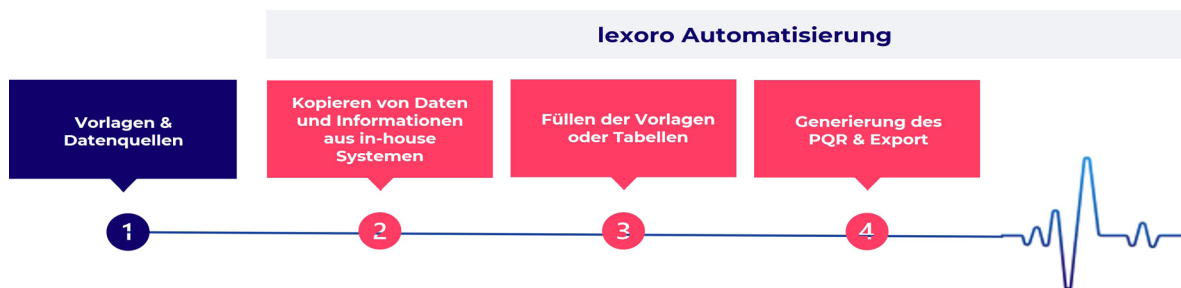 lexoro Automatisierung
Vorlagen &
Datenquellen
Kopieren von Daten
und Informationen
aus in-house
Systemen
Füllen der Vorlagen
oder Tabellen
Generierung des
PQR & Export
1
2
3
4